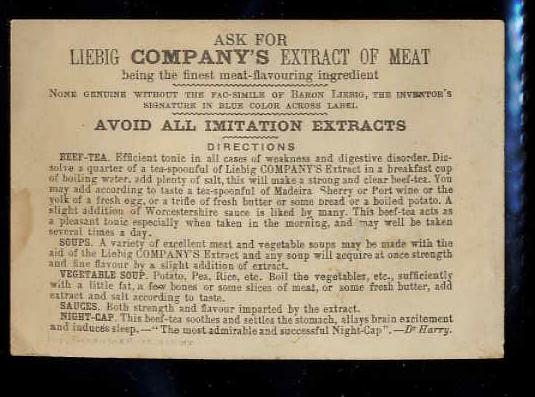 ASK FOR
LIEBIG COMPANY'S EXTRACT OF MEAT
being the finest meat-flavouring ingredient
NONE GENUINE WITHOUT THE FAC-SIMILE OF BARON LIEBIG, THE INVENTOR'S
SIGNATURE IN BLUE COLOR ACROSS LABEL
AVOID ALL IMITATION EXTRACTS
DIRECTIONS
BEEF-TEA. Efficient tonic in all cases of weakness and digestive disorder. Dis-
solve a quarter of a tea-spoonful of Liebig COMPANY'S Extract in a breakfast cup
of boiling water, add plenty of salt, this will make a strong and clear beef-tea. You
may add according to taste a tea-spoonful of Madeira Sherry or Port wine or the
yolk of a fresh egg, or a trifle of fresh butter or some bread or a boiled potato. A
slight addition of Worcestershire sauce is liked by many. This beef-tea acts as
a pleasant tonic especially when taken in the morning, and may well be taken
several times a day.
SOUPS. A variety of excellent meat and vegetable soups may be made with the
aid of the Liebig COMPANY'S Extract and any soup will acquire at once strength
and fine flavour by a slight addition of extract.
VEGETABLE SOUP. Potato, Pea, Rice, etc. Boil the vegetables, etc., sufficiently
with a little fat, a few bones or some slices of meat, or some fresh butter, add
extract and salt according to taste.
SAUCES. Both strength and flavour imparted by the extract.
NIGHT-CAP. This beef-tea soothes and settles the stomach, allays brain excitement
and induces sleep.—"The most admirable and successful Night-Cap".—Dr Harry.